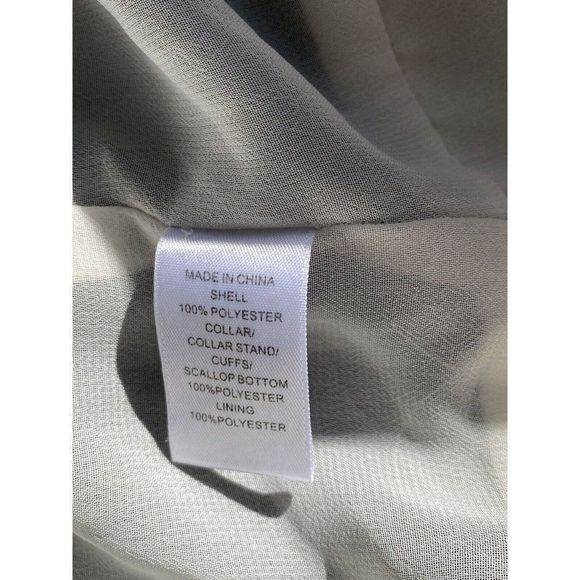 MADE IN CHINA
SHELL
100% POLYESTER
COLLAR/
COLLAR STAND/
CUFFS/
SCALLOP BOTTOM
100%POLYESTER
LINING
100%POLYESTER